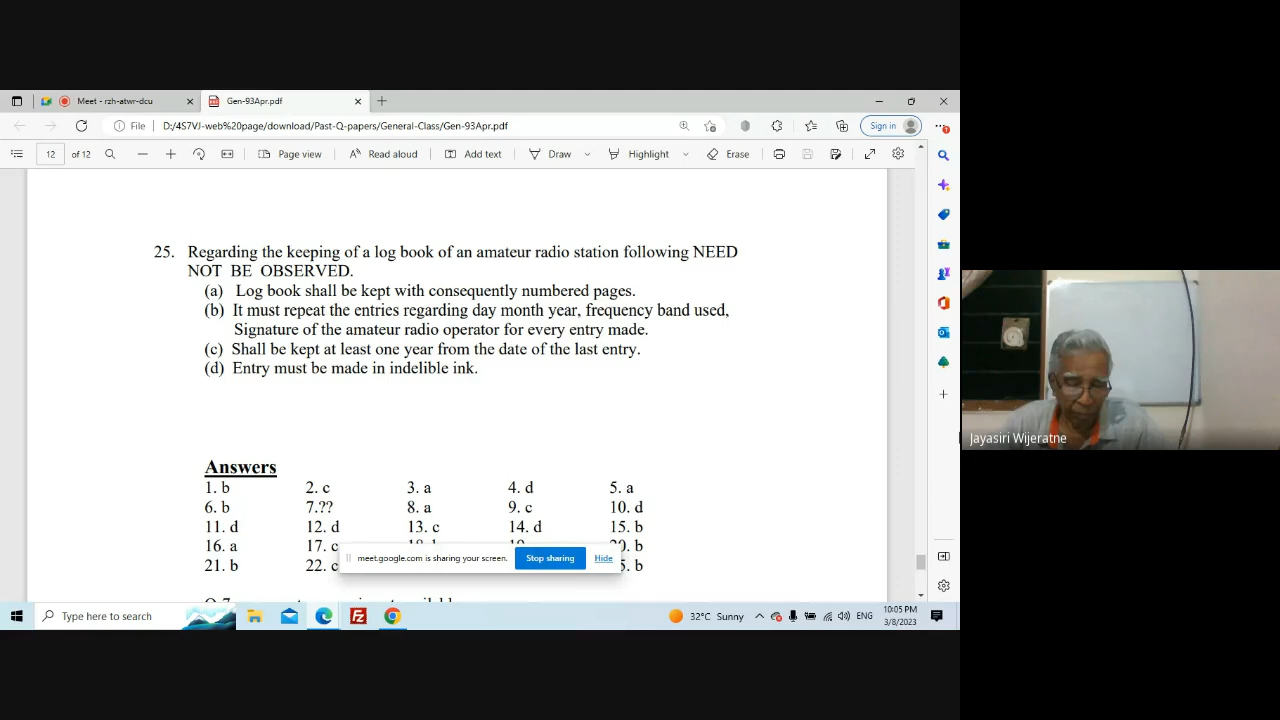 Meet - rzh-atwr-dcu
Gen-93Apr.pdf
File
D:/4S7VJ-web%20page/download/Past-Q-papers/General-Class/Gen-93Apr.pdf
Sign in
12 of 12
Page view
Read aloud
Add text
Draw
Highlight
Erase
25. Regarding the keeping of a log book of an amateur radio station following NEED
NOT BE OBSERVED.
(a) Log book shall be kept with consequently numbered pages.
(b) It must repeat the entries regarding day month year, frequency band used,
Signature of the amateur radio operator for every entry made.
(c) Shall be kept at least one year from the date of the last entry.
(d) Entry must be made in indelible ink.
Jayasiri Wijeratne
Answers
1. b 2. c 3. a 4. d 5. a
6. b 7.?? 8. a 9. c 10. d
11. d 12. d 13. c 14. d 15. b
16. a 17. c
21. b 22. c 5. b
meet.google.com is sharing your screen. Stop sharing Hide
Type here to search
32°C Sunny
ENG
10:05 PM
3/8/2023